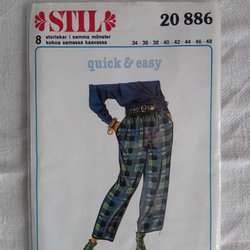 STIL
20 886
8 storlekar i samma mönster
kokoa samassa kaavassa
34 - 36 - 38 - 40 - 42 - 44 - 46 - 48
quick & easy